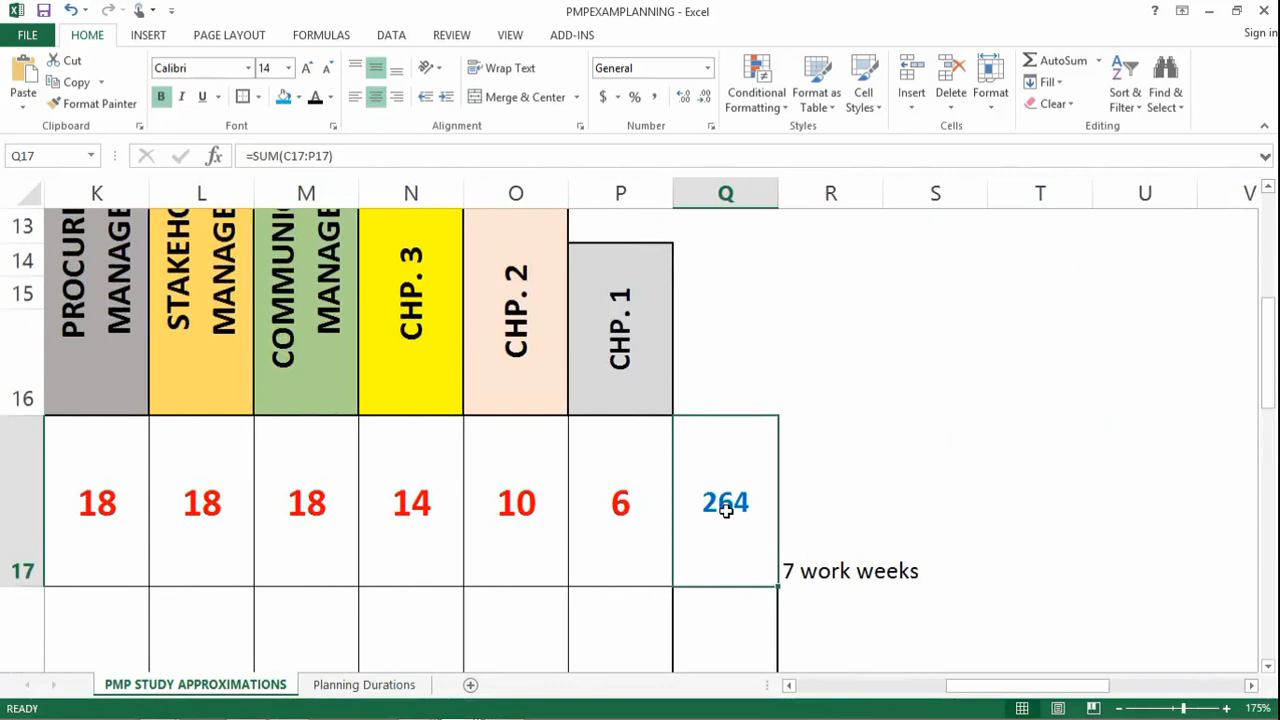 PMPEXAMPLANNING - Excel
FILE HOME INSERT PAGE LAYOUT FORMULAS DATA REVIEW VIEW ADD-INS Sign in
Cut
Copy
Format Painter
Paste
Clipboard
Calibri 14
B I U
Font
Wrap Text
Merge & Center
Alignment
General
$ % ,
Number
Conditional Formatting
Format as Table
Cell Styles
Styles
Insert Delete Format
Cells
AutoSum
Fill
Clear
Sort & Filter
Find & Select
Editing
Q17 fx =SUM(C17:P17)
K L M N O P Q R S T U V
13
14
15
16
PROCURI
MANAGE
STAKEHO
MANAGE
COMMUNI
MANAGE
CHP. 3
CHP. 2
CHP. 1
17 18 18 18 14 10 6 264 7 work weeks
PMP STUDY APPROXIMATIONS Planning Durations
READY 175%